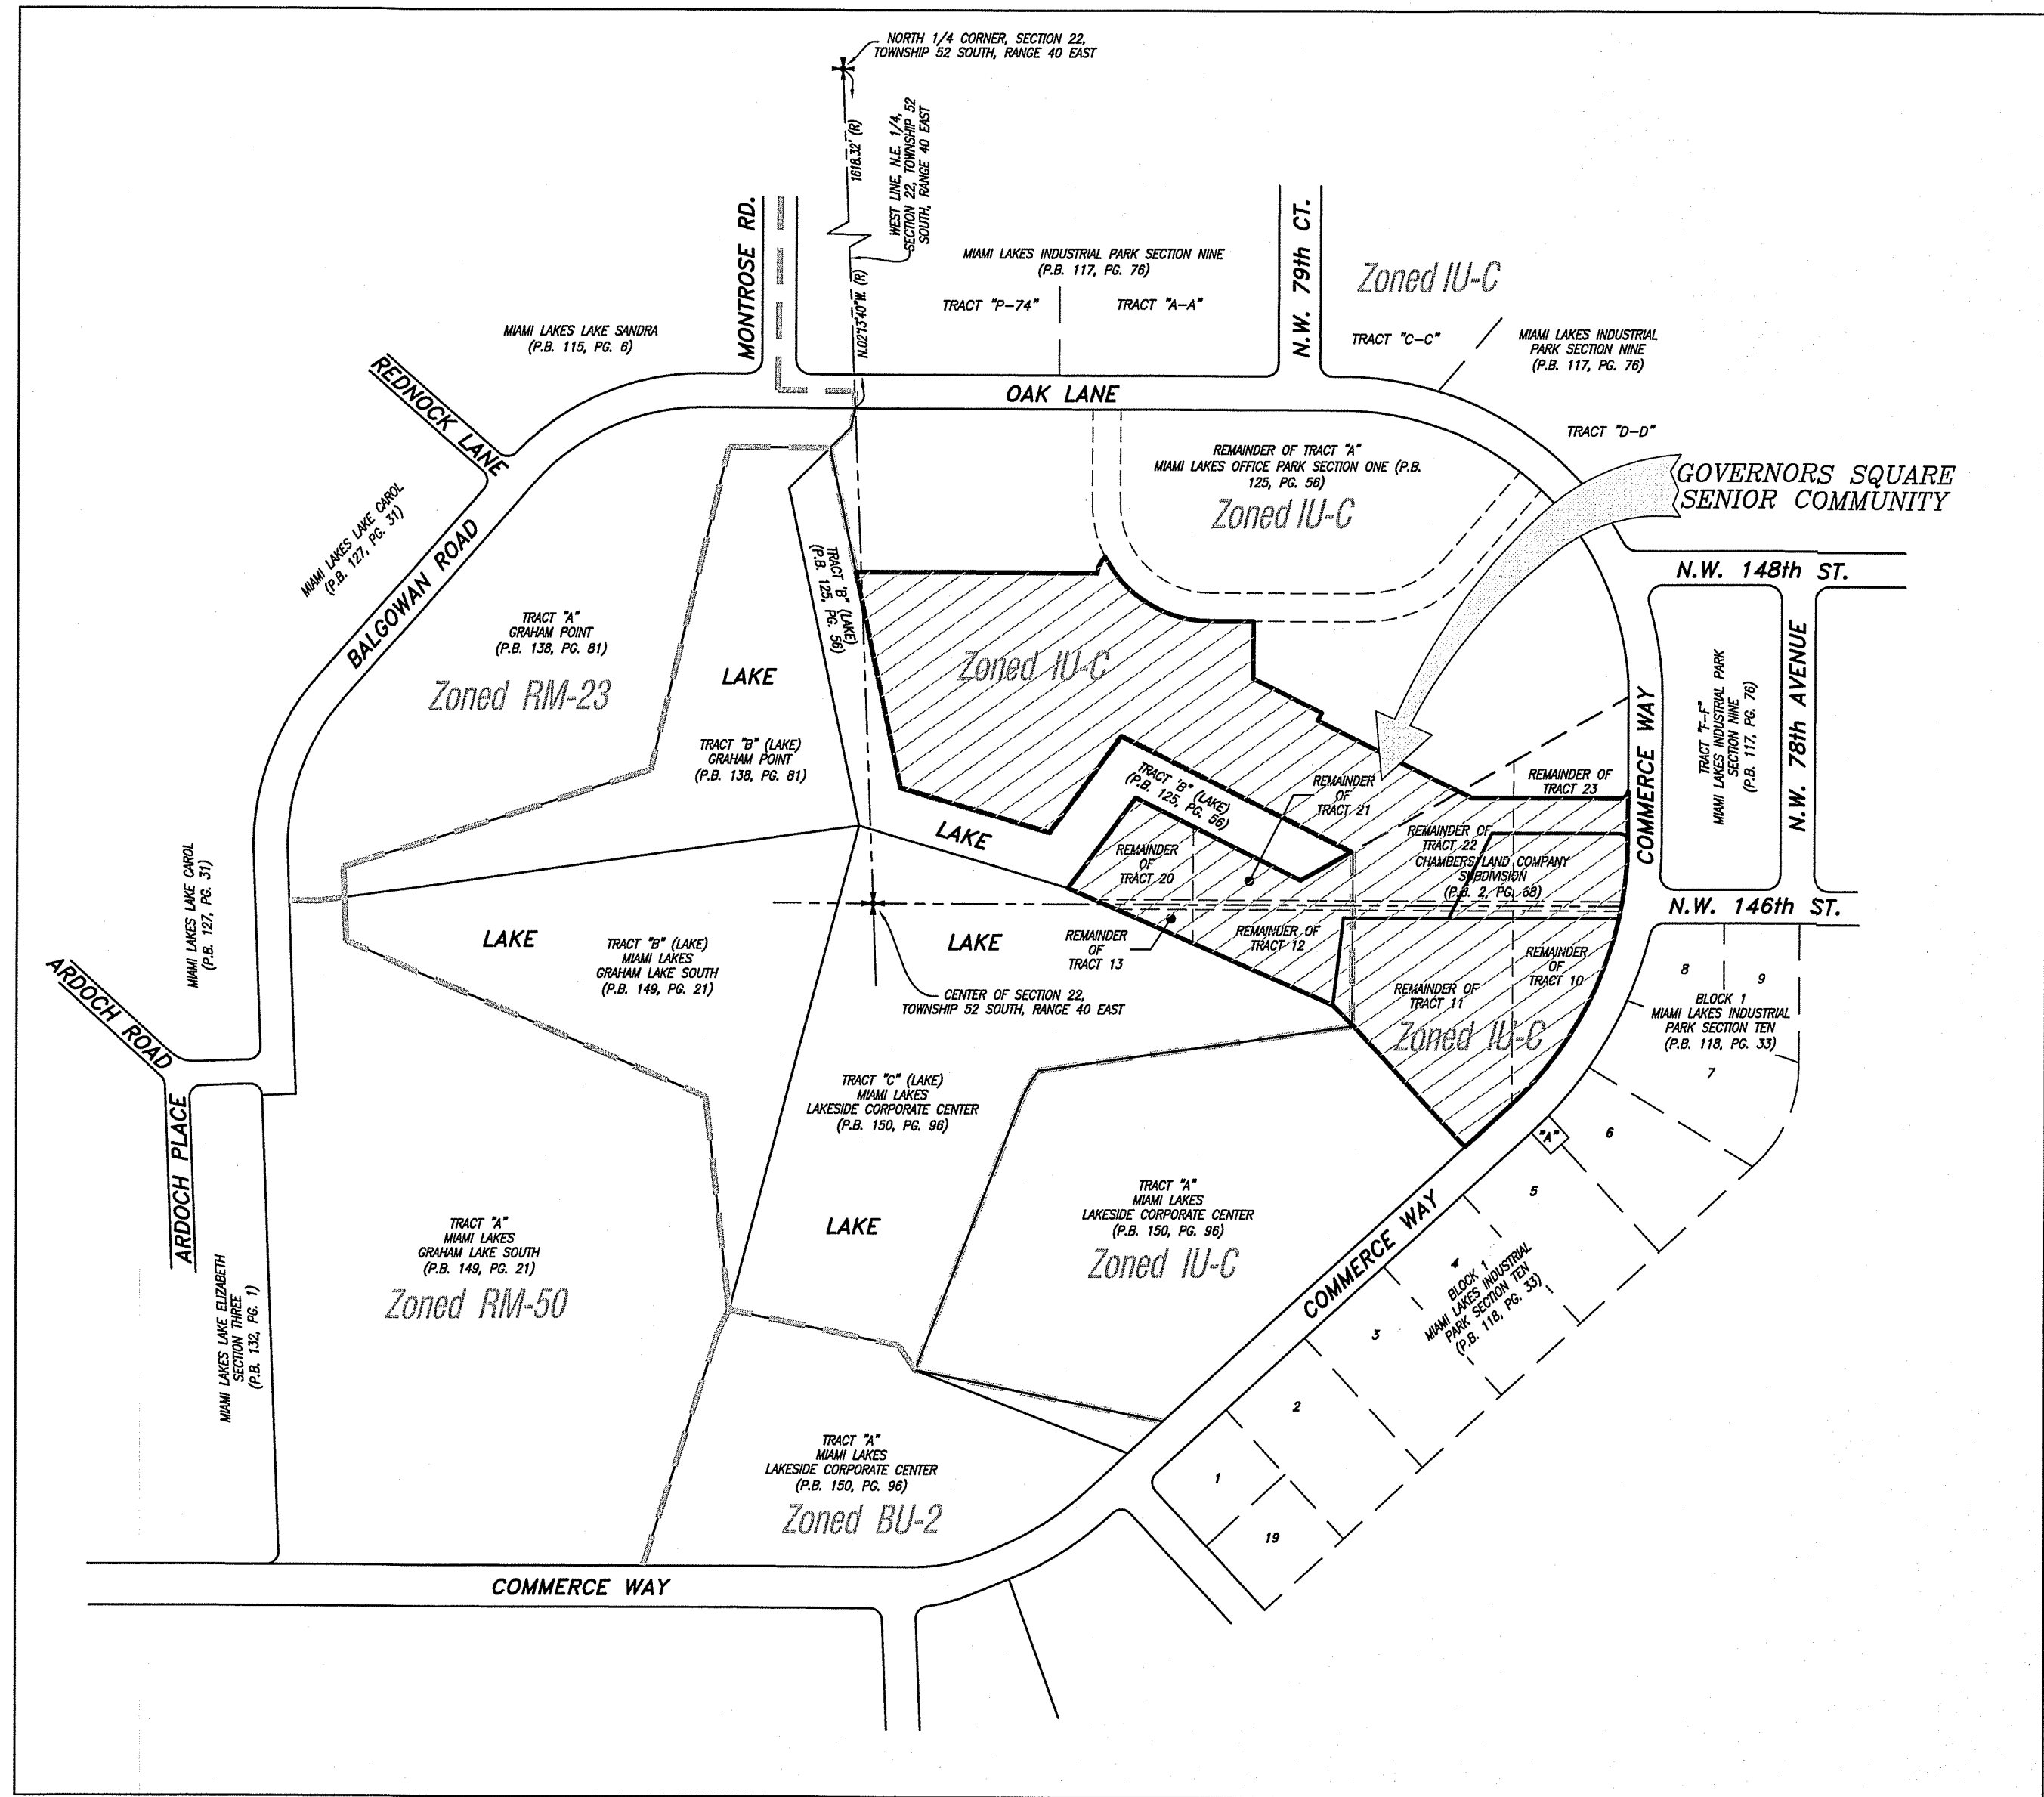 NORTH 1/4 CORNER, SECTION 22,
TOWNSHIP 52 SOUTH, RANGE 40 EAST
1618.32' (R)
WEST LINE, N.E. 1/4,
SECTION 22, TOWNSHIP 52
SOUTH, RANGE 40 EAST
N.02°13'40"W. (R)
MONTROSE RD.
MIAMI LAKES INDUSTRIAL PARK SECTION NINE
(P.B. 117, PG. 76)
TRACT "P-74"
TRACT "A-A"
N.W. 79th CT.
Zoned IU-C
TRACT "C-C"
MIAMI LAKES INDUSTRIAL
PARK SECTION NINE
(P.B. 117, PG. 76)
MIAMI LAKES LAKE SANDRA
(P.B. 115, PG. 6)
REDNOCK LANE
OAK LANE
TRACT "D-D"
REMAINDER OF TRACT "A"
MIAMI LAKES OFFICE PARK SECTION ONE (P.B.
125, PG. 56)
Zoned IU-C
GOVERNORS SQUARE
SENIOR COMMUNITY
MIAMI LAKES LAKE CAROL
(P.B. 127, PG. 31)
BALGOWAN ROAD
TRACT 'B" (LAKE)
(P.B. 125, PG. 56)
N.W. 148th ST.
TRACT "A"
GRAHAM POINT
(P.B. 138, PG. 81)
Zoned RM-23
LAKE
Zoned IU-C
COMMERCE WAY
TRACT "F-F"
MIAMI LAKES INDUSTRIAL PARK
SECTION NINE
(P.B. 117, PG. 76)
N.W. 78th AVENUE
TRACT "B" (LAKE)
GRAHAM POINT
(P.B. 138, PG. 81)
TRACT 'B" (LAKE)
(P.B. 125, PG. 56)
REMAINDER
OF
TRACT 21
REMAINDER OF
TRACT 23
LAKE
REMAINDER
OF
TRACT 20
REMAINDER OF
TRACT 22
CHAMBERS LAND COMPANY
SUBDIVISION
(P.B. 2, PG. 68)
N.W. 146th ST.
MIAMI LAKES LAKE CAROL
(P.B. 127, PG. 31)
LAKE
TRACT "B" (LAKE)
MIAMI LAKES
GRAHAM LAKE SOUTH
(P.B. 149, PG. 21)
LAKE
REMAINDER
OF
TRACT 13
REMAINDER OF
TRACT 12
REMAINDER
OF
TRACT 10
REMAINDER OF
TRACT 11
Zoned IU-C
8
9
BLOCK 1
MIAMI LAKES INDUSTRIAL
PARK SECTION TEN
(P.B. 118, PG. 33)
7
CENTER OF SECTION 22,
TOWNSHIP 52 SOUTH, RANGE 40 EAST
ARDOCH ROAD
ARDOCH PLACE
TRACT "C" (LAKE)
MIAMI LAKES
LAKESIDE CORPORATE CENTER
(P.B. 150, PG. 96)
"A"
6
5
LAKE
TRACT "A"
MIAMI LAKES
LAKESIDE CORPORATE CENTER
(P.B. 150, PG. 96)
Zoned IU-C
TRACT "A"
MIAMI LAKES
GRAHAM LAKE SOUTH
(P.B. 149, PG. 21)
Zoned RM-50
MIAMI LAKES LAKE ELIZABETH
SECTION THREE
(P.B. 132, PG. 1)
COMMERCE WAY
BLOCK 1
MIAMI LAKES INDUSTRIAL
PARK SECTION TEN
(P.B. 118, PG. 33)
3
2
1
19
TRACT "A"
MIAMI LAKES
LAKESIDE CORPORATE CENTER
(P.B. 150, PG. 96)
Zoned BU-2
COMMERCE WAY